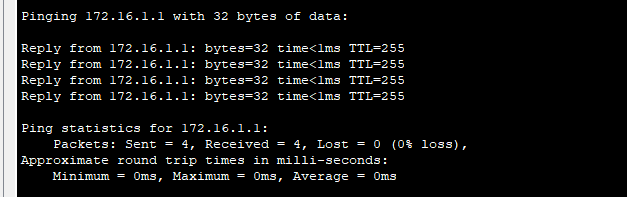 Pinging 172.16.1.1 with 32 bytes of data:
Reply from 172.16.1.1: bytes=32 time<1ms TTL=255
Reply from 172.16.1.1: bytes=32 time<1ms TTL=255
Reply from 172.16.1.1: bytes=32 time<1ms TTL=255
Reply from 172.16.1.1: bytes=32 time<1ms TTL=255
Ping statistics for 172.16.1.1:
Packets: Sent = 4, Received = 4, Lost = 0 (0% loss),
Approximate round trip times in milli-seconds:
Minimum = 0ms, Maximum = 0ms, Average = 0ms